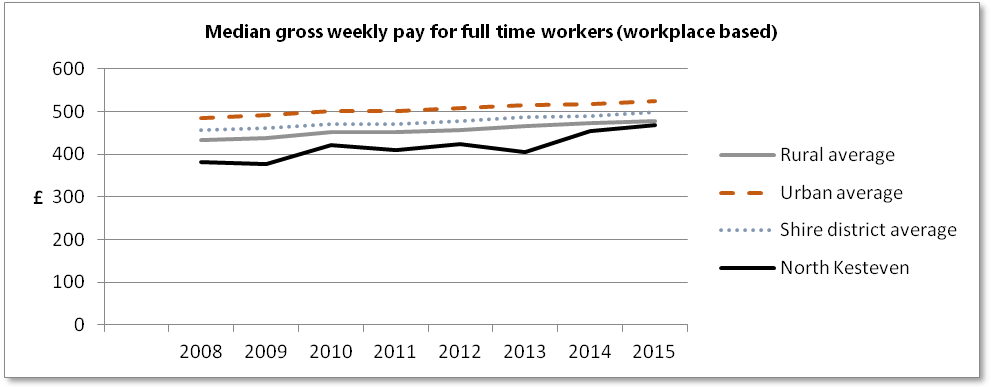 Median gross weekly pay for full time workers (workplace based)
600
500
400
300
200
100
0
£
2008 2009 2010 2011 2012 2013 2014 2015
Rural average
Urban average
Shire district average
North Kesteven